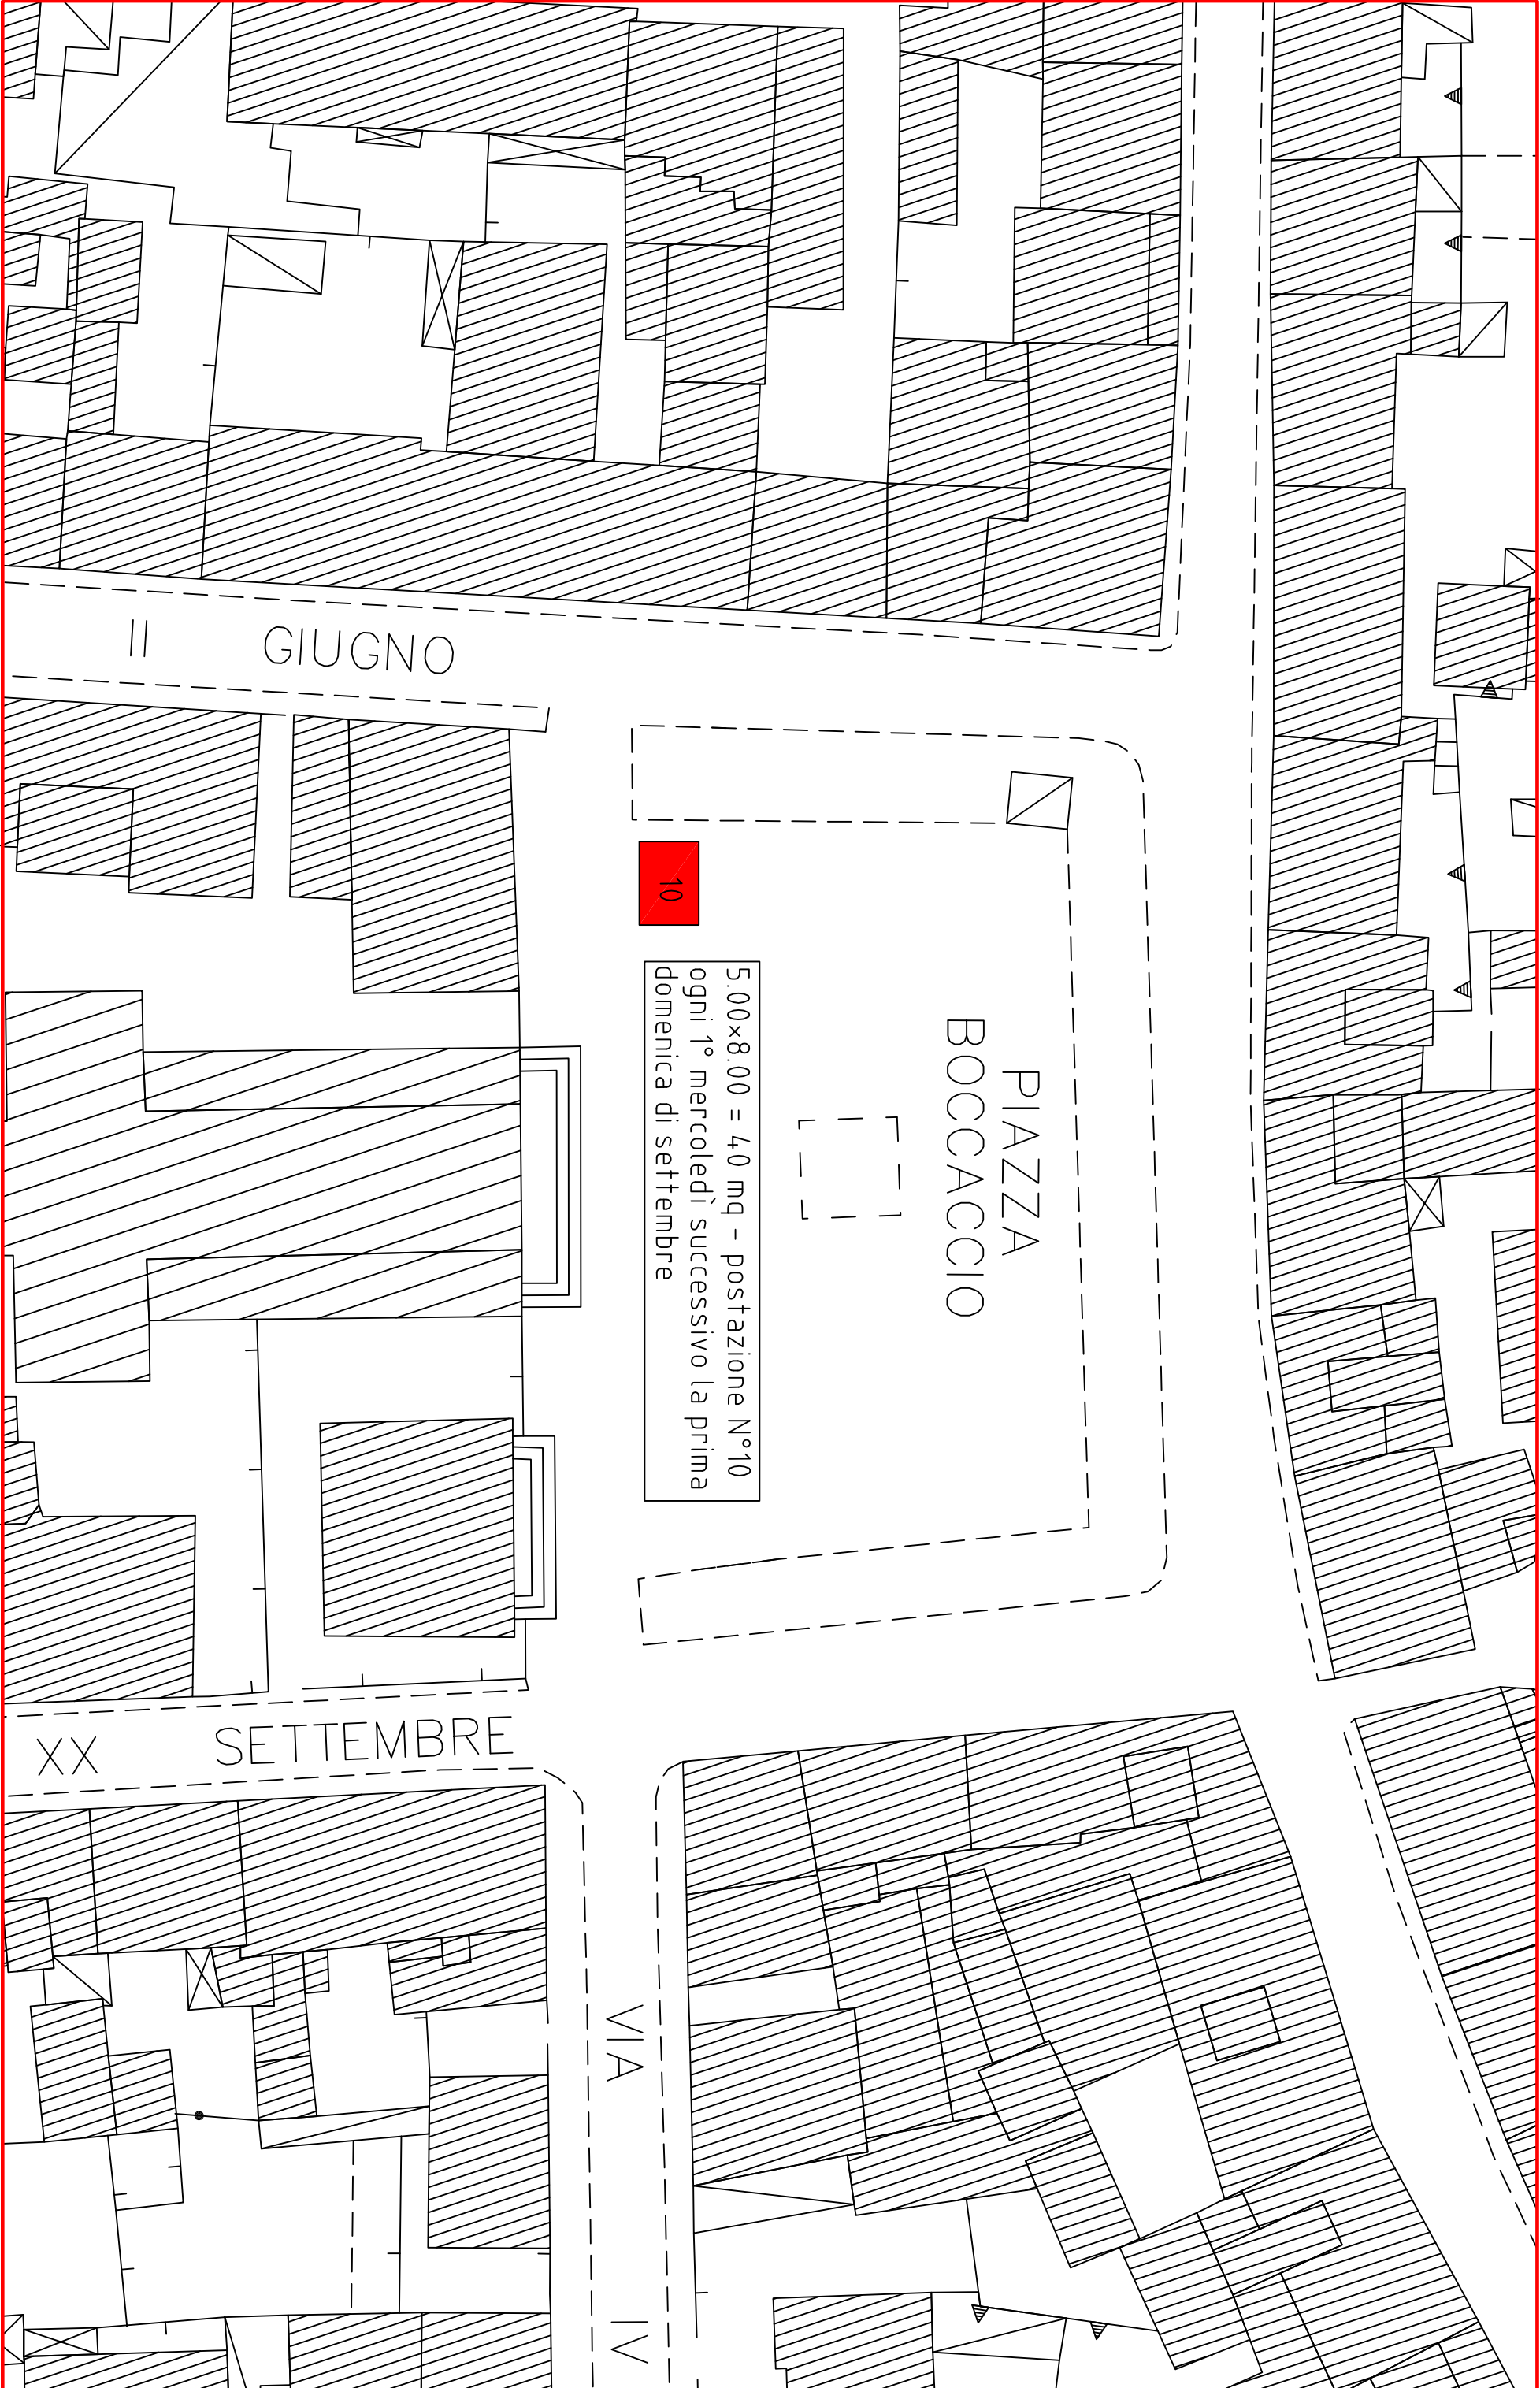 II GIUGNO
10
5.00×8.00 = 40 mq - postazione N°10
ogni 1° mercoledì successivo la prima
domenica di settembre
PIAZZA
BOCCACCIO
XX SETTEMBRE
VIA IV